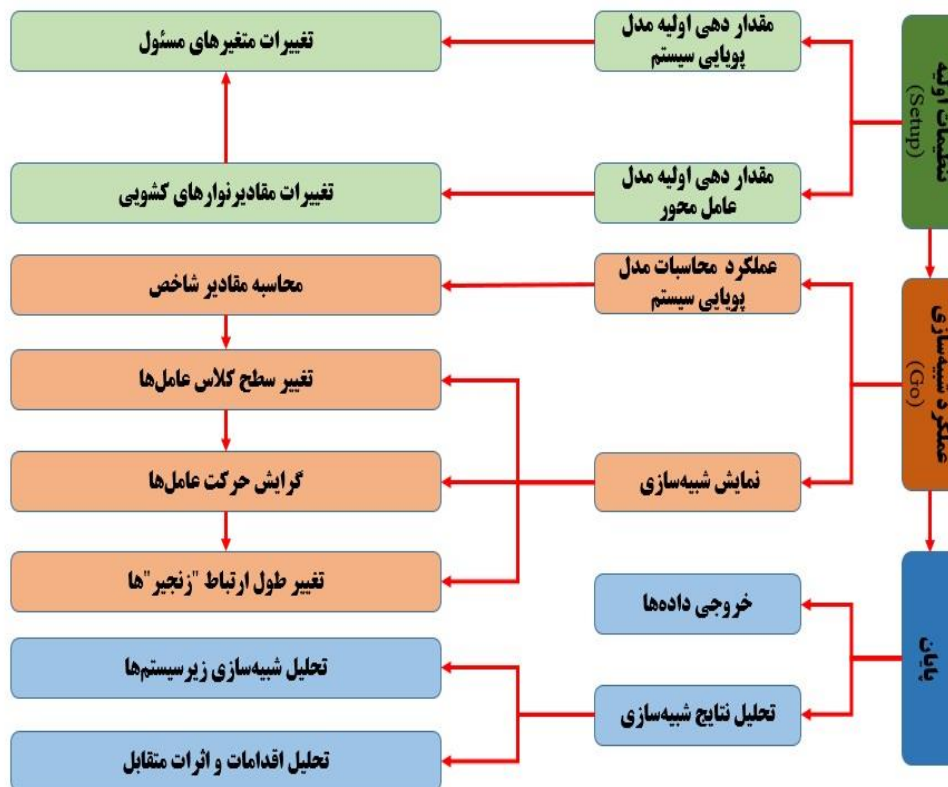 تنظیمات اولیه
(Setup)
مقدار دهی اولیه مدل
پویایی سیستم
تغییرات متغیرهای مسئول
مقدار دهی اولیه مدل
عامل محور
تغییرات مقادیرنوارهای کشویی
عملکرد شبیه‌سازی
(Go)
عملکرد محاسبات مدل
پویایی سیستم
محاسبه مقادیر شاخص
تغییر سطح کلاس عامل‌ها
نمایش شبیه‌سازی
گرایش حرکت عامل‌ها
تغییر طول ارتباط "زنجیر"ها
پایان
خروجی داده‌ها
تحلیل نتایج شبیه‌سازی
تحلیل شبیه‌سازی زیرسیستم‌ها
تحلیل اقدامات و اثرات متقابل